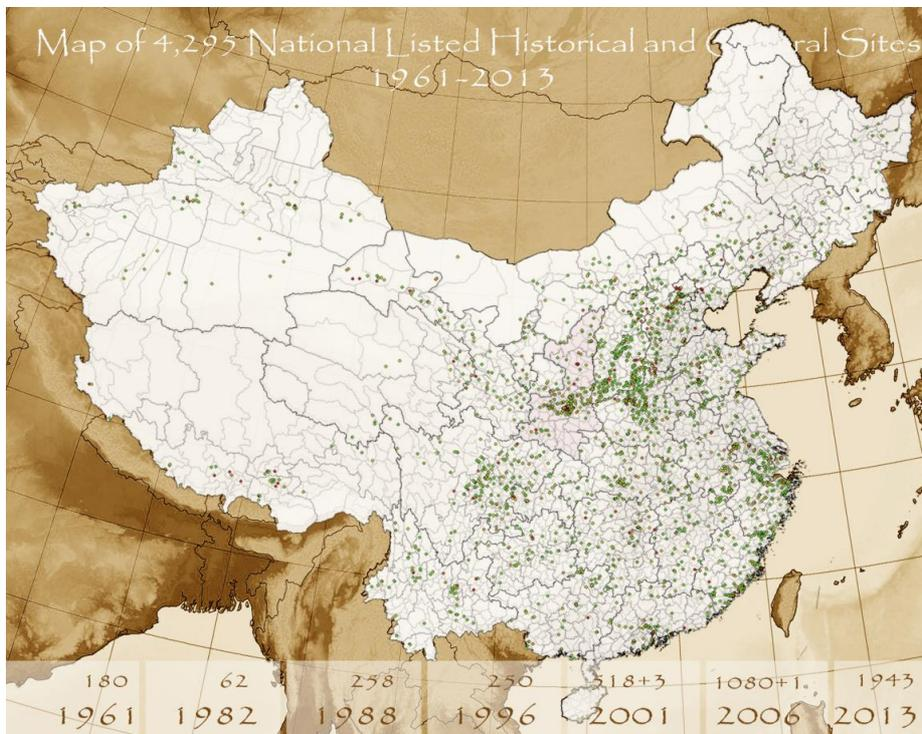 Map of 4,295 National Listed Historical and C ral Sites
1961-2013
180 62 258 250 518+3 1080+1 1943
1961 1982 1988 1996 2001 2006 2013